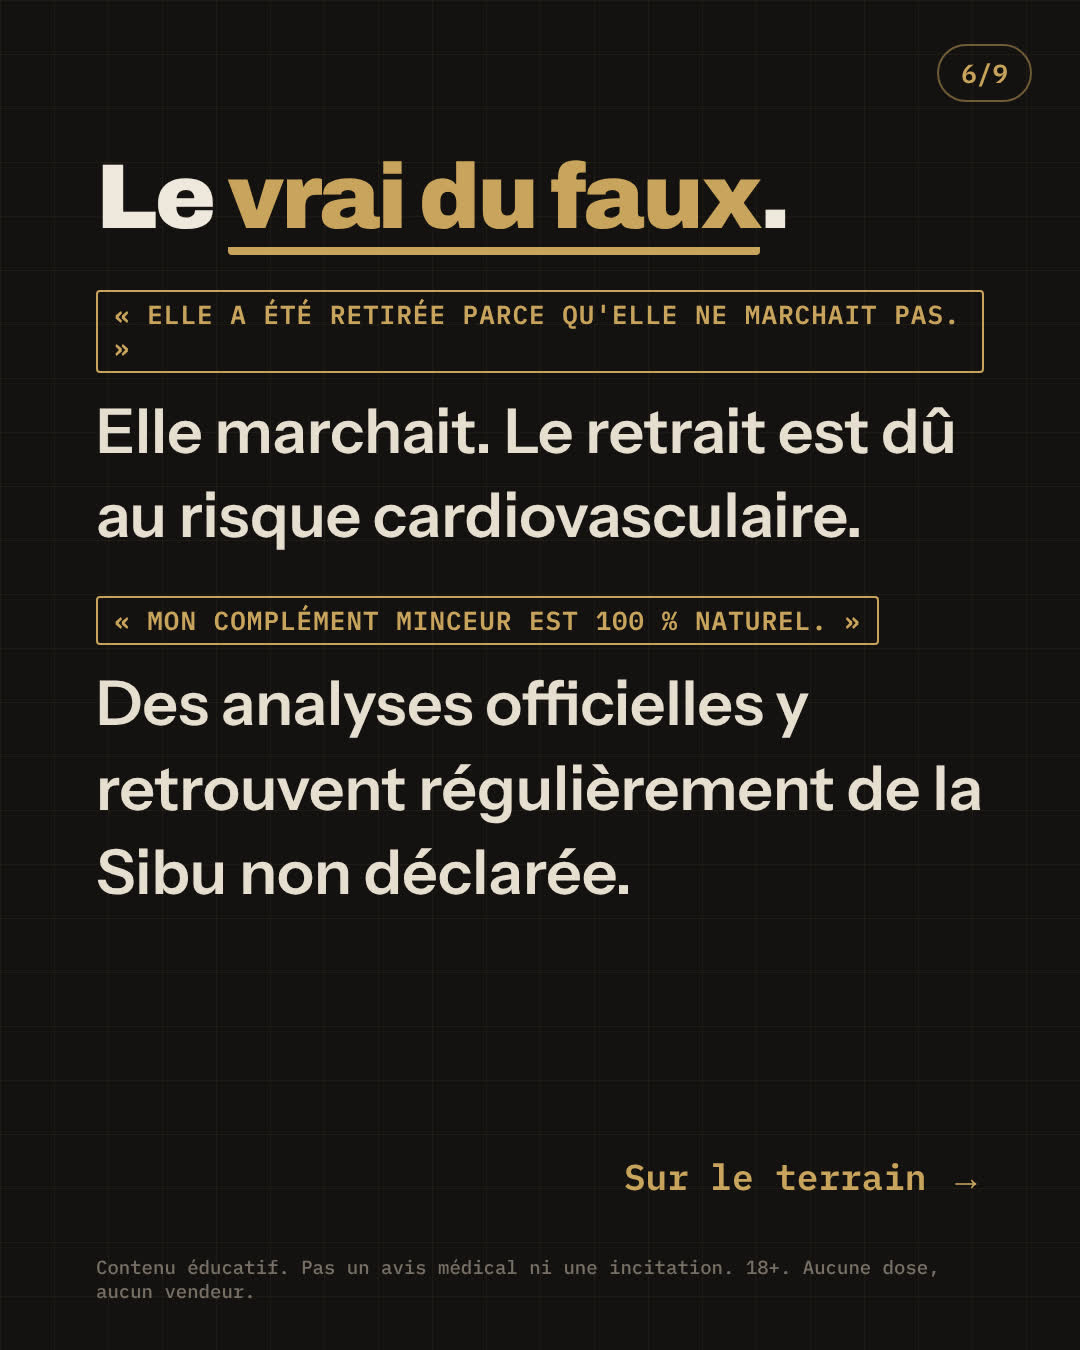 6/9
Le vrai du faux.
« ELLE A ÉTÉ RETIRÉE PARCE QU'ELLE NE MARCHAIT PAS.
»
Elle marchait. Le retrait est dû
au risque cardiovasculaire.
« MON COMPLÉMENT MINCEUR EST 100 % NATUREL. »
Des analyses officielles y
retrouvent régulièrement de la
Sibu non déclarée.
Sur le terrain →
Contenu éducatif. Pas un avis médical ni une incitation. 18+. Aucune dose,
aucun vendeur.